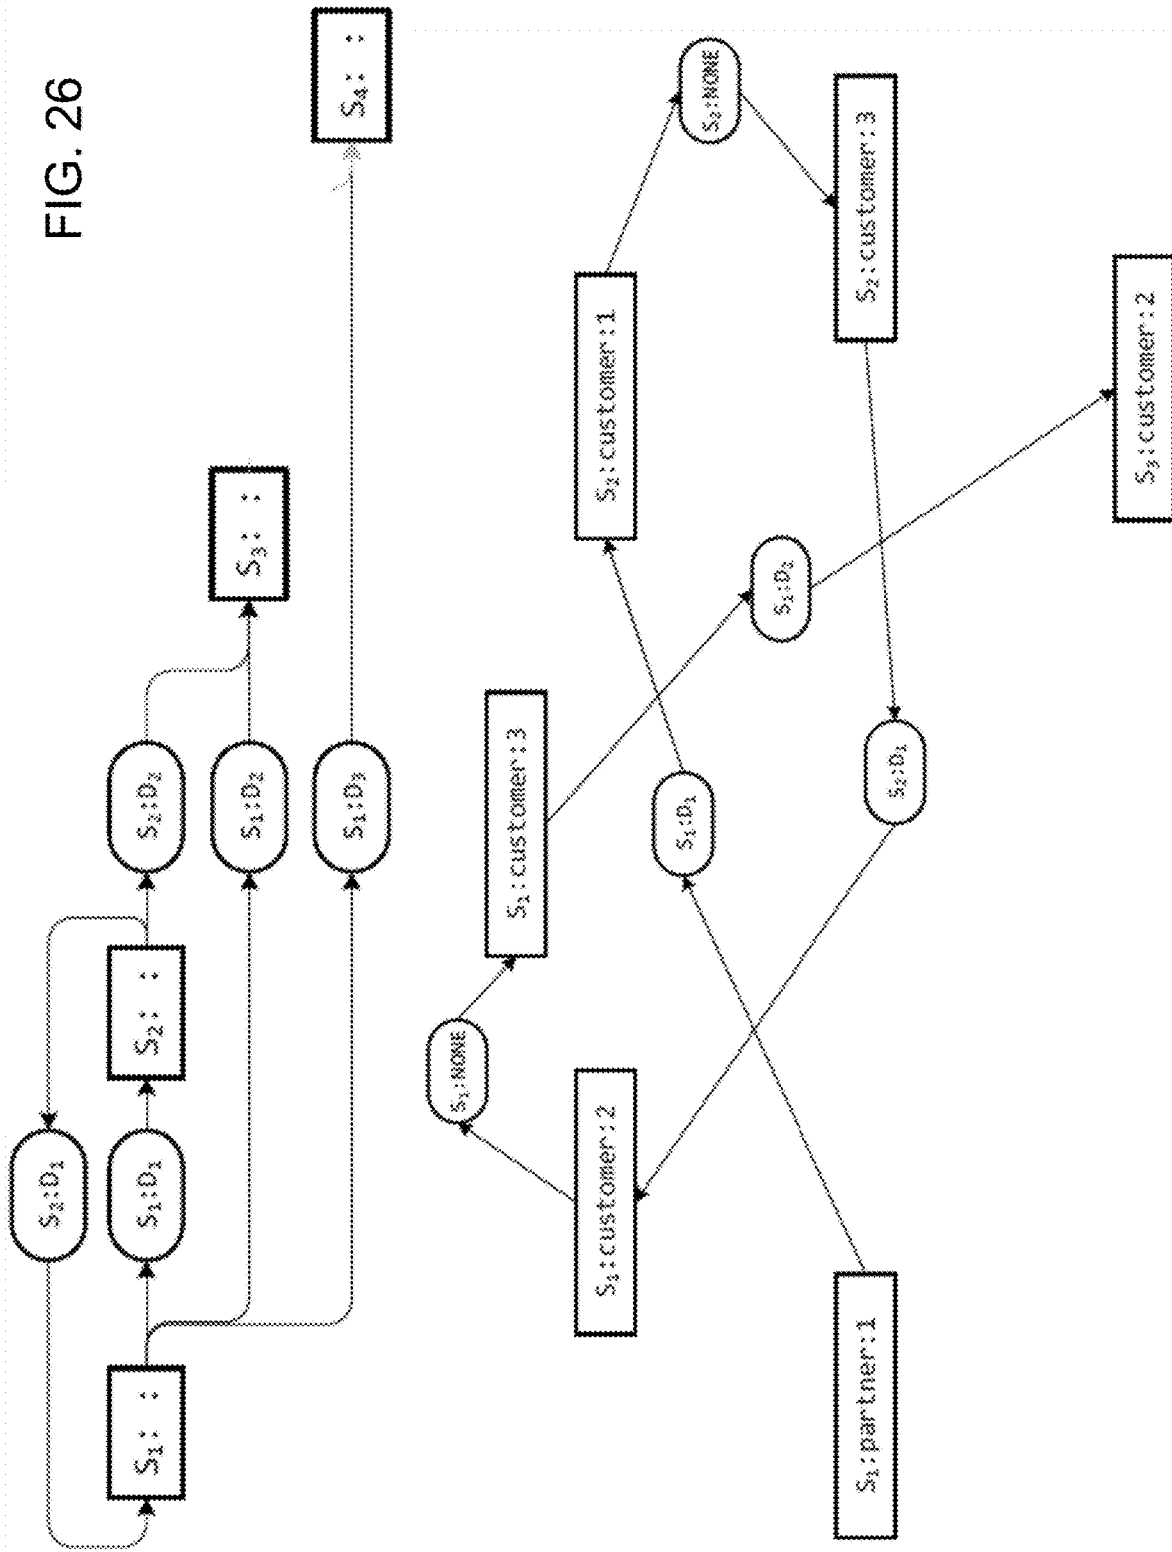 FIG. 26
S₂:D₁
S₁: :
S₁:D₁
S₂: :
S₂:D₂
S₁:D₂
S₃: :
S₁:D₃
S₄: :
S₁:NONE
S₁:customer:3
S₁:customer:2
S₂:customer:1
S₁:D₁
S₂:NONE
S₁:D₂
S₁:partner:1
S₂:customer:3
S₂:D₁
S₃:customer:2